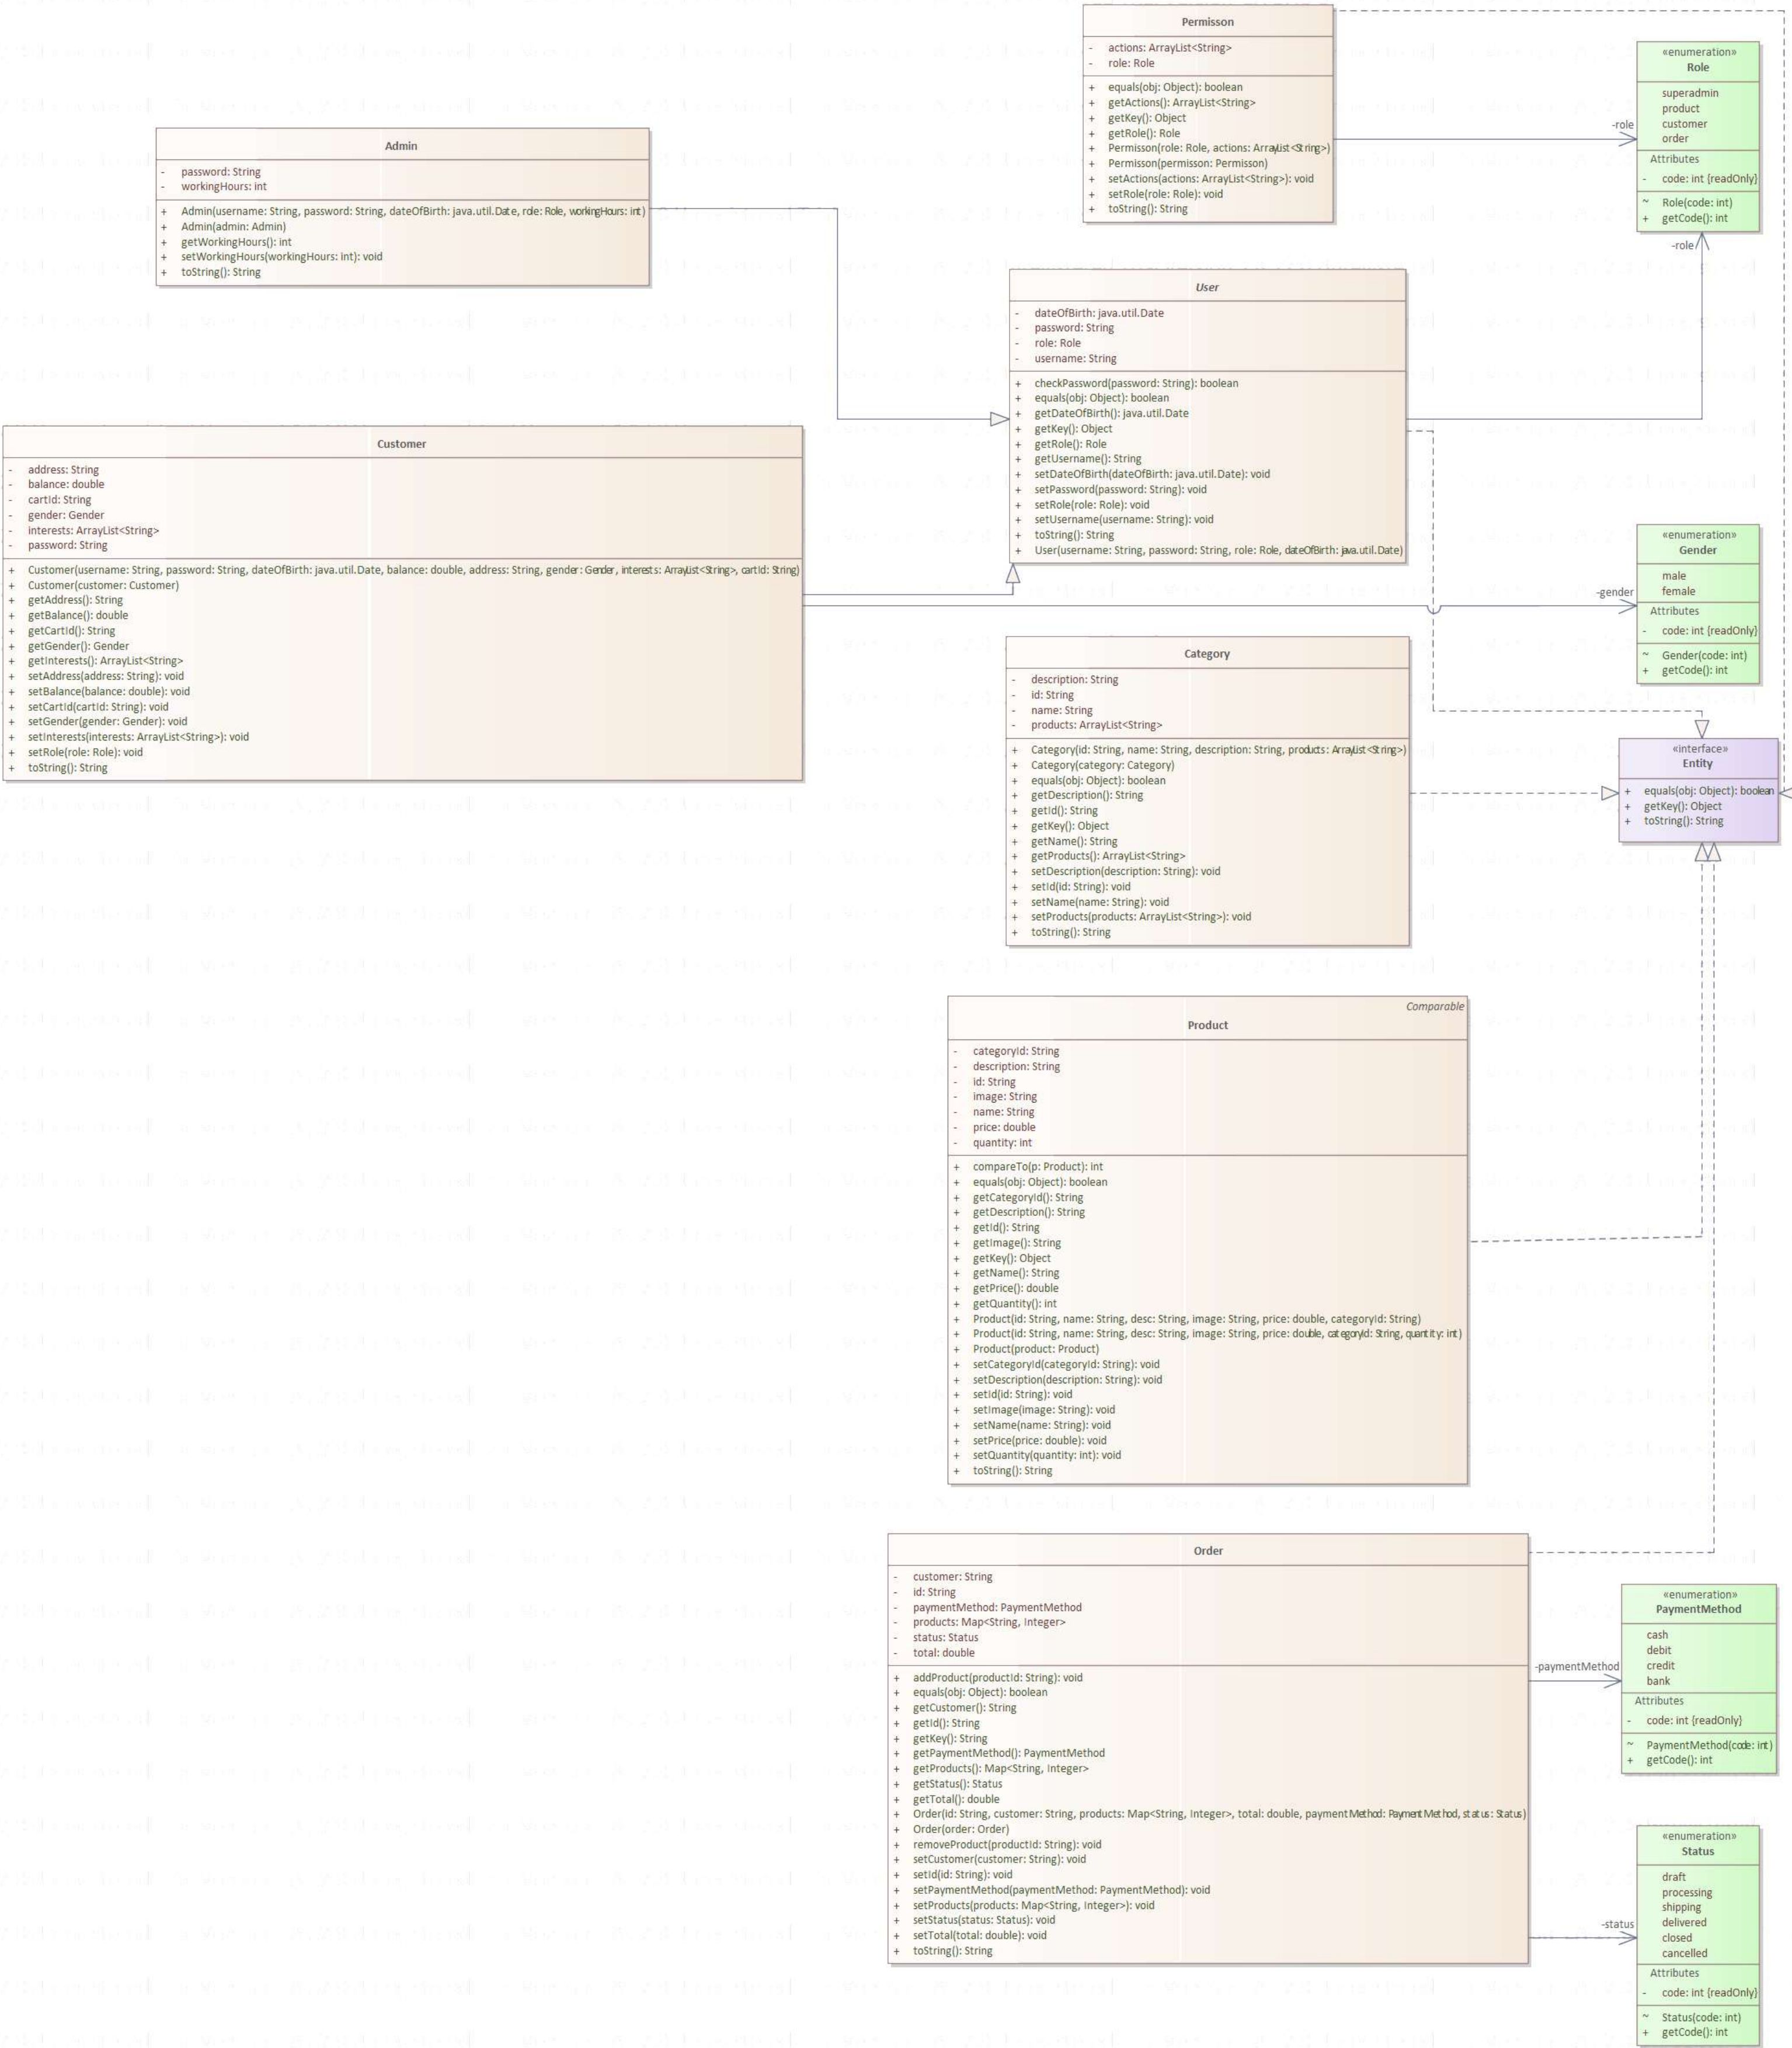 Permisson
- actions: ArrayList<String>
- role: Role
+ equals(obj: Object): boolean
+ getActions(): ArrayList<String>
+ getKey(): Object
+ getRole(): Role
+ Permisson(role: Role, actions: ArrayList<String>)
+ Permisson(permisson: Permisson)
+ setActions(actions: ArrayList<String>): void
+ setRole(role: Role): void
+ toString(): String
«enumeration»
Role
superadmin
product
customer
order
Attributes
- code: int {readOnly}
~ Role(code: int)
+ getCode(): int
-role
-role
Admin
- password: String
- workingHours: int
+ Admin(username: String, password: String, dateOfBirth: java.util.Date, role: Role, workingHours: int)
+ Admin(admin: Admin)
+ getWorkingHours(): int
+ setWorkingHours(workingHours: int): void
+ toString(): String
User
- dateOfBirth: java.util.Date
- password: String
- role: Role
- username: String
+ checkPassword(password: String): boolean
+ equals(obj: Object): boolean
+ getDateOfBirth(): java.util.Date
+ getKey(): Object
+ getRole(): Role
+ getUsername(): String
+ setDateOfBirth(dateOfBirth: java.util.Date): void
+ setPassword(password: String): void
+ setRole(role: Role): void
+ setUsername(username: String): void
+ toString(): String
+ User(username: String, password: String, role: Role, dateOfBirth: java.util.Date)
Customer
- address: String
- balance: double
- cartId: String
- gender: Gender
- interests: ArrayList<String>
- password: String
+ Customer(username: String, password: String, dateOfBirth: java.util.Date, balance: double, address: String, gender: Gender, interests: ArrayList<String>, cartId: String)
+ Customer(customer: Customer)
+ getAddress(): String
+ getBalance(): double
+ getCartId(): String
+ getGender(): Gender
+ getInterests(): ArrayList<String>
+ setAddress(address: String): void
+ setBalance(balance: double): void
+ setCartId(cartId: String): void
+ setGender(gender: Gender): void
+ setInterests(interests: ArrayList<String>): void
+ setRole(role: Role): void
+ toString(): String
-gender
«enumeration»
Gender
male
female
Attributes
- code: int {readOnly}
~ Gender(code: int)
+ getCode(): int
Category
- description: String
- id: String
- name: String
- products: ArrayList<String>
+ Category(id: String, name: String, description: String, products: ArrayList<String>)
+ Category(category: Category)
+ equals(obj: Object): boolean
+ getDescription(): String
+ getId(): String
+ getKey(): Object
+ getName(): String
+ getProducts(): ArrayList<String>
+ setDescription(description: String): void
+ setId(id: String): void
+ setName(name: String): void
+ setProducts(products: ArrayList<String>): void
+ toString(): String
«interface»
Entity
+ equals(obj: Object): boolean
+ getKey(): Object
+ toString(): String
Comparable
Product
- categoryId: String
- description: String
- id: String
- image: String
- name: String
- price: double
- quantity: int
+ compareTo(p: Product): int
+ equals(obj: Object): boolean
+ getCategoryId(): String
+ getDescription(): String
+ getId(): String
+ getImage(): String
+ getKey(): Object
+ getName(): String
+ getPrice(): double
+ getQuantity(): int
+ Product(id: String, name: String, desc: String, image: String, price: double, categoryId: String)
+ Product(id: String, name: String, desc: String, image: String, price: double, categoryId: String, quantity: int)
+ Product(product: Product)
+ setCategoryId(categoryId: String): void
+ setDescription(description: String): void
+ setId(id: String): void
+ setImage(image: String): void
+ setName(name: String): void
+ setPrice(price: double): void
+ setQuantity(quantity: int): void
+ toString(): String
Order
- customer: String
- id: String
- paymentMethod: PaymentMethod
- products: Map<String, Integer>
- status: Status
- total: double
+ addProduct(productId: String): void
+ equals(obj: Object): boolean
+ getCustomer(): String
+ getId(): String
+ getKey(): String
+ getPaymentMethod(): PaymentMethod
+ getProducts(): Map<String, Integer>
+ getStatus(): Status
+ getTotal(): double
+ Order(id: String, customer: String, products: Map<String, Integer>, total: double, paymentMethod: PaymentMethod, status: Status)
+ Order(order: Order)
+ removeProduct(productId: String): void
+ setCustomer(customer: String): void
+ setId(id: String): void
+ setPaymentMethod(paymentMethod: PaymentMethod): void
+ setProducts(products: Map<String, Integer>): void
+ setStatus(status: Status): void
+ setTotal(total: double): void
+ toString(): String
-paymentMethod
«enumeration»
PaymentMethod
cash
debit
credit
bank
Attributes
- code: int {readOnly}
~ PaymentMethod(code: int)
+ getCode(): int
-status
«enumeration»
Status
draft
processing
shipping
delivered
closed
cancelled
Attributes
- code: int {readOnly}
~ Status(code: int)
+ getCode(): int